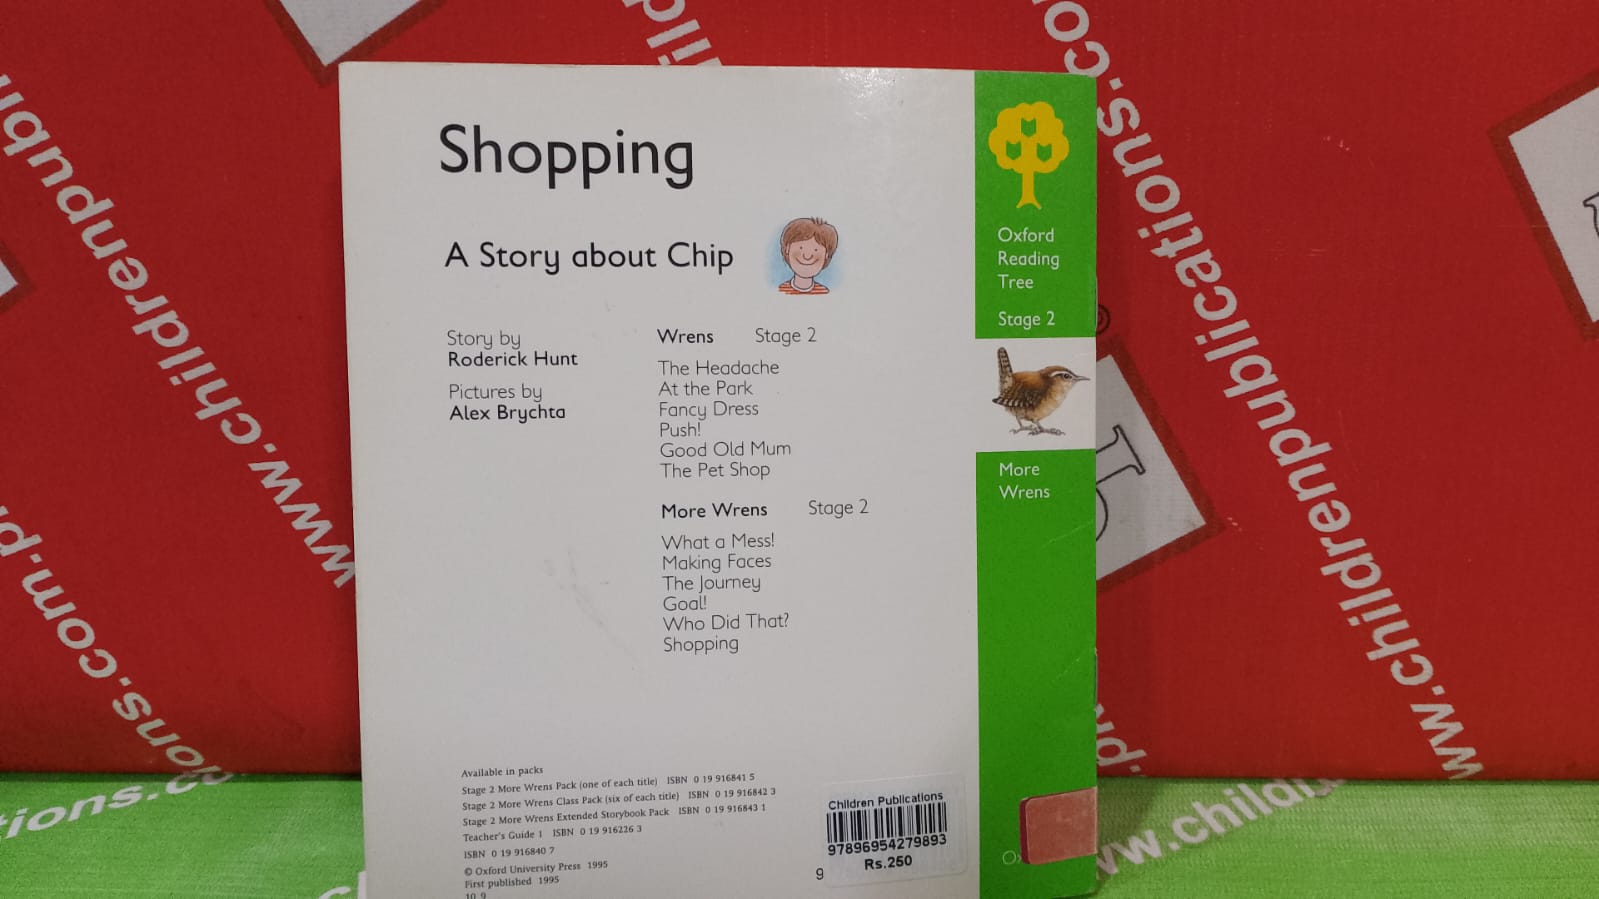 Shopping
A Story about Chip
Story by
Roderick Hunt
Pictures by
Alex Brychta
Wrens Stage 2
The Headache
At the Park
Fancy Dress
Push!
Good Old Mum
The Pet Shop
More Wrens Stage 2
What a Mess!
Making Faces
The Journey
Goal!
Who Did That?
Shopping
Available in packs
Stage 2 More Wrens Pack (one of each title) ISBN 0 19 916841 5
Stage 2 More Wrens Class Pack (six of each title) ISBN 0 19 916842 3
Stage 2 More Wrens Extended Storybook Pack ISBN 0 19 916843 1
Teacher's Guide 1 ISBN 0 19 916226 3
ISBN 0 19 916840 7
© Oxford University Press 1995
First published 1995
10 9
Children Publications
97896954279893
Rs.250
9
Oxford
Reading
Tree
Stage 2
More
Wrens
www.childrenpublications.com.p
www.childrenpublications.co